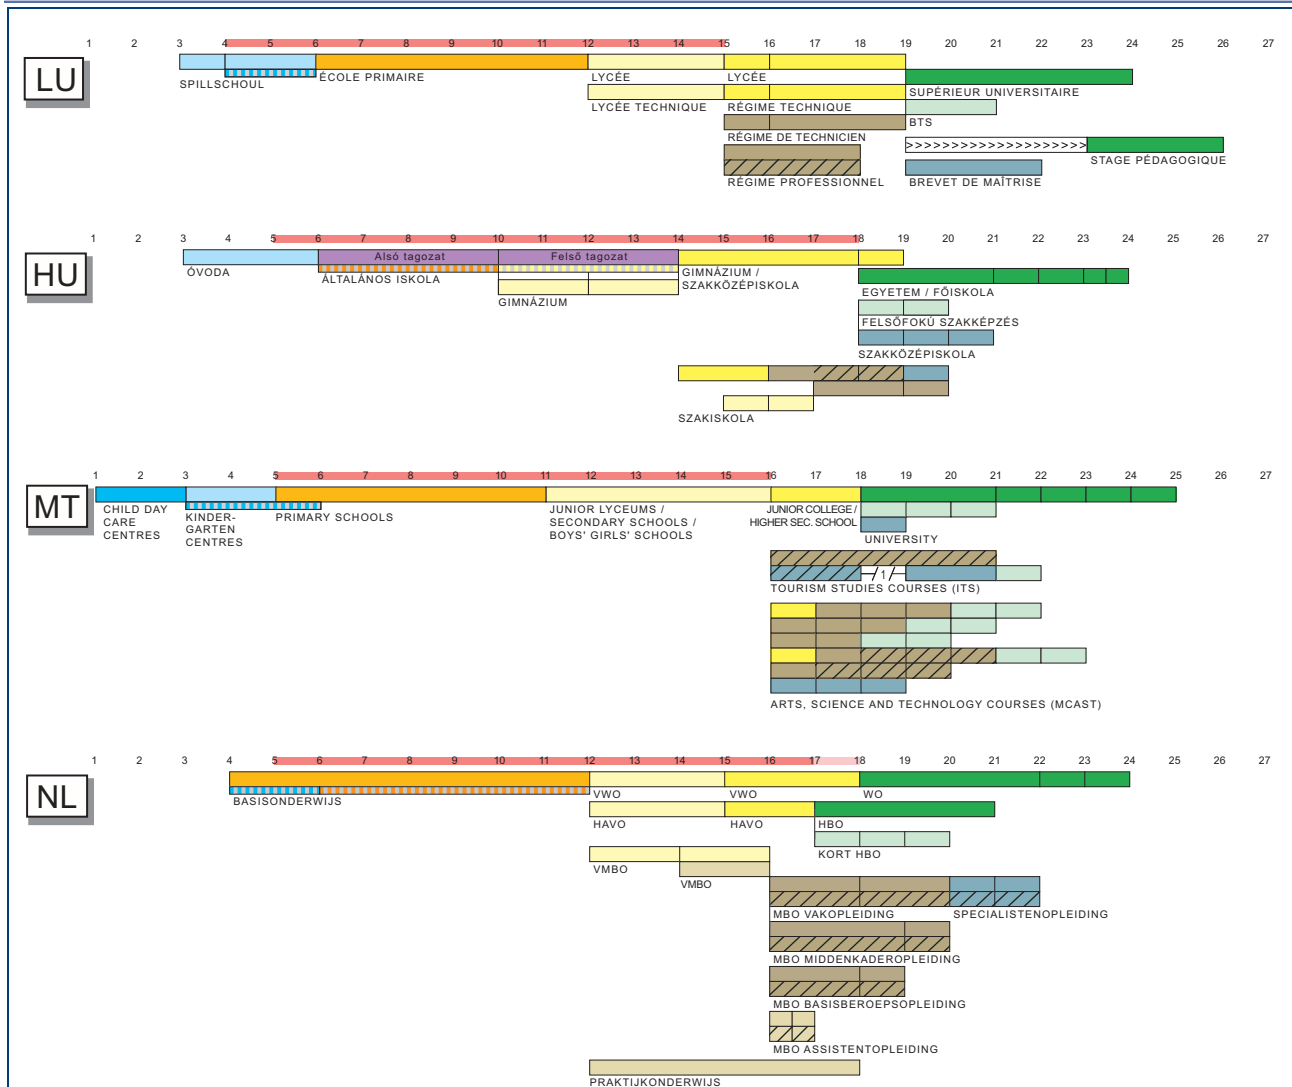 1 2 3 4 5 6 7 8 9 10 11 12 13 14 15 16 17 18 19 20 21 22 23 24 25 26 27
LU
SPILLSCHOUL
ÉCOLE PRIMAIRE
LYCÉE
LYCÉE
LYCÉE TECHNIQUE
RÉGIME TECHNIQUE
SUPÉRIEUR UNIVERSITAIRE
BTS
RÉGIME DE TECHNICIEN
>>>>>>>>>>>>>>>>>>>>>
STAGE PÉDAGOGIQUE
RÉGIME PROFESSIONNEL
BREVET DE MAÎTRISE
1 2 3 4 5 6 7 8 9 10 11 12 13 14 15 16 17 18 19 20 21 22 23 24 25 26 27
HU
ÓVODA
Alsó tagozat
Felső tagozat
ÁLTALÁNOS ISKOLA
GIMNÁZIUM
GIMNÁZIUM /
SZAKKÖZÉPISKOLA
EGYETEM / FŐISKOLA
FELSŐFOKÚ SZAKKÉPZÉS
SZAKKÖZÉPISKOLA
SZAKISKOLA
1 2 3 4 5 6 7 8 9 10 11 12 13 14 15 16 17 18 19 20 21 22 23 24 25 26 27
MT
CHILD DAY
CARE
CENTRES
KINDER-
GARTEN
CENTRES
PRIMARY SCHOOLS
JUNIOR LYCEUMS /
SECONDARY SCHOOLS /
BOYS' GIRLS' SCHOOLS
JUNIOR COLLEGE /
HIGHER SEC. SCHOOL
UNIVERSITY
/1/
TOURISM STUDIES COURSES (ITS)
ARTS, SCIENCE AND TECHNOLOGY COURSES (MCAST)
1 2 3 4 5 6 7 8 9 10 11 12 13 14 15 16 17 18 19 20 21 22 23 24 25 26 27
NL
BASISONDERWIJS
VWO
VWO
WO
HAVO
HAVO
HBO
KORT HBO
VMBO
VMBO
MBO VAKOPLEIDING
SPECIALISTENOPLEIDING
MBO MIDDENKADEROPLEIDING
MBO BASISBEROEPSOPLEIDING
MBO ASSISTENTOPLEIDING
PRAKTIJKONDERWIJS